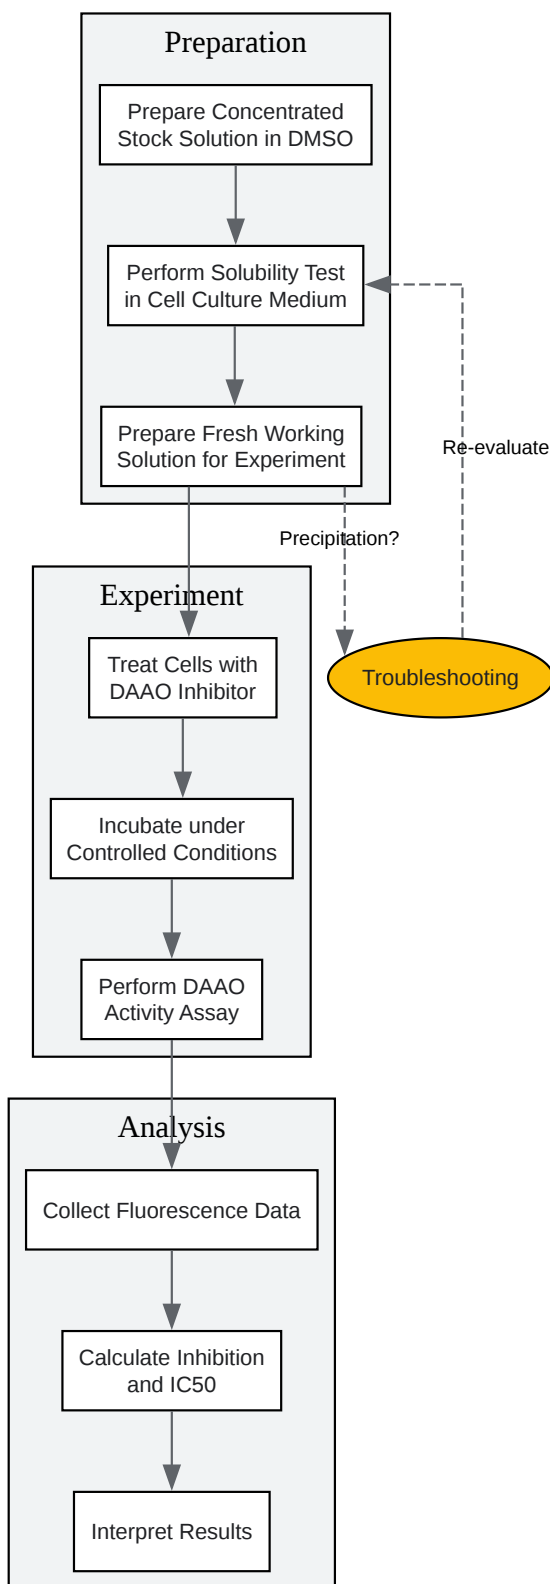 Preparation
Prepare Concentrated
Stock Solution in DMSO
Perform Solubility Test
in Cell Culture Medium
Prepare Fresh Working
Solution for Experiment
Re-evaluate
Precipitation?
Troubleshooting
Experiment
Treat Cells with
DAAO Inhibitor
Incubate under
Controlled Conditions
Perform DAAO
Activity Assay
Analysis
Collect Fluorescence Data
Calculate Inhibition
and IC50
Interpret Results